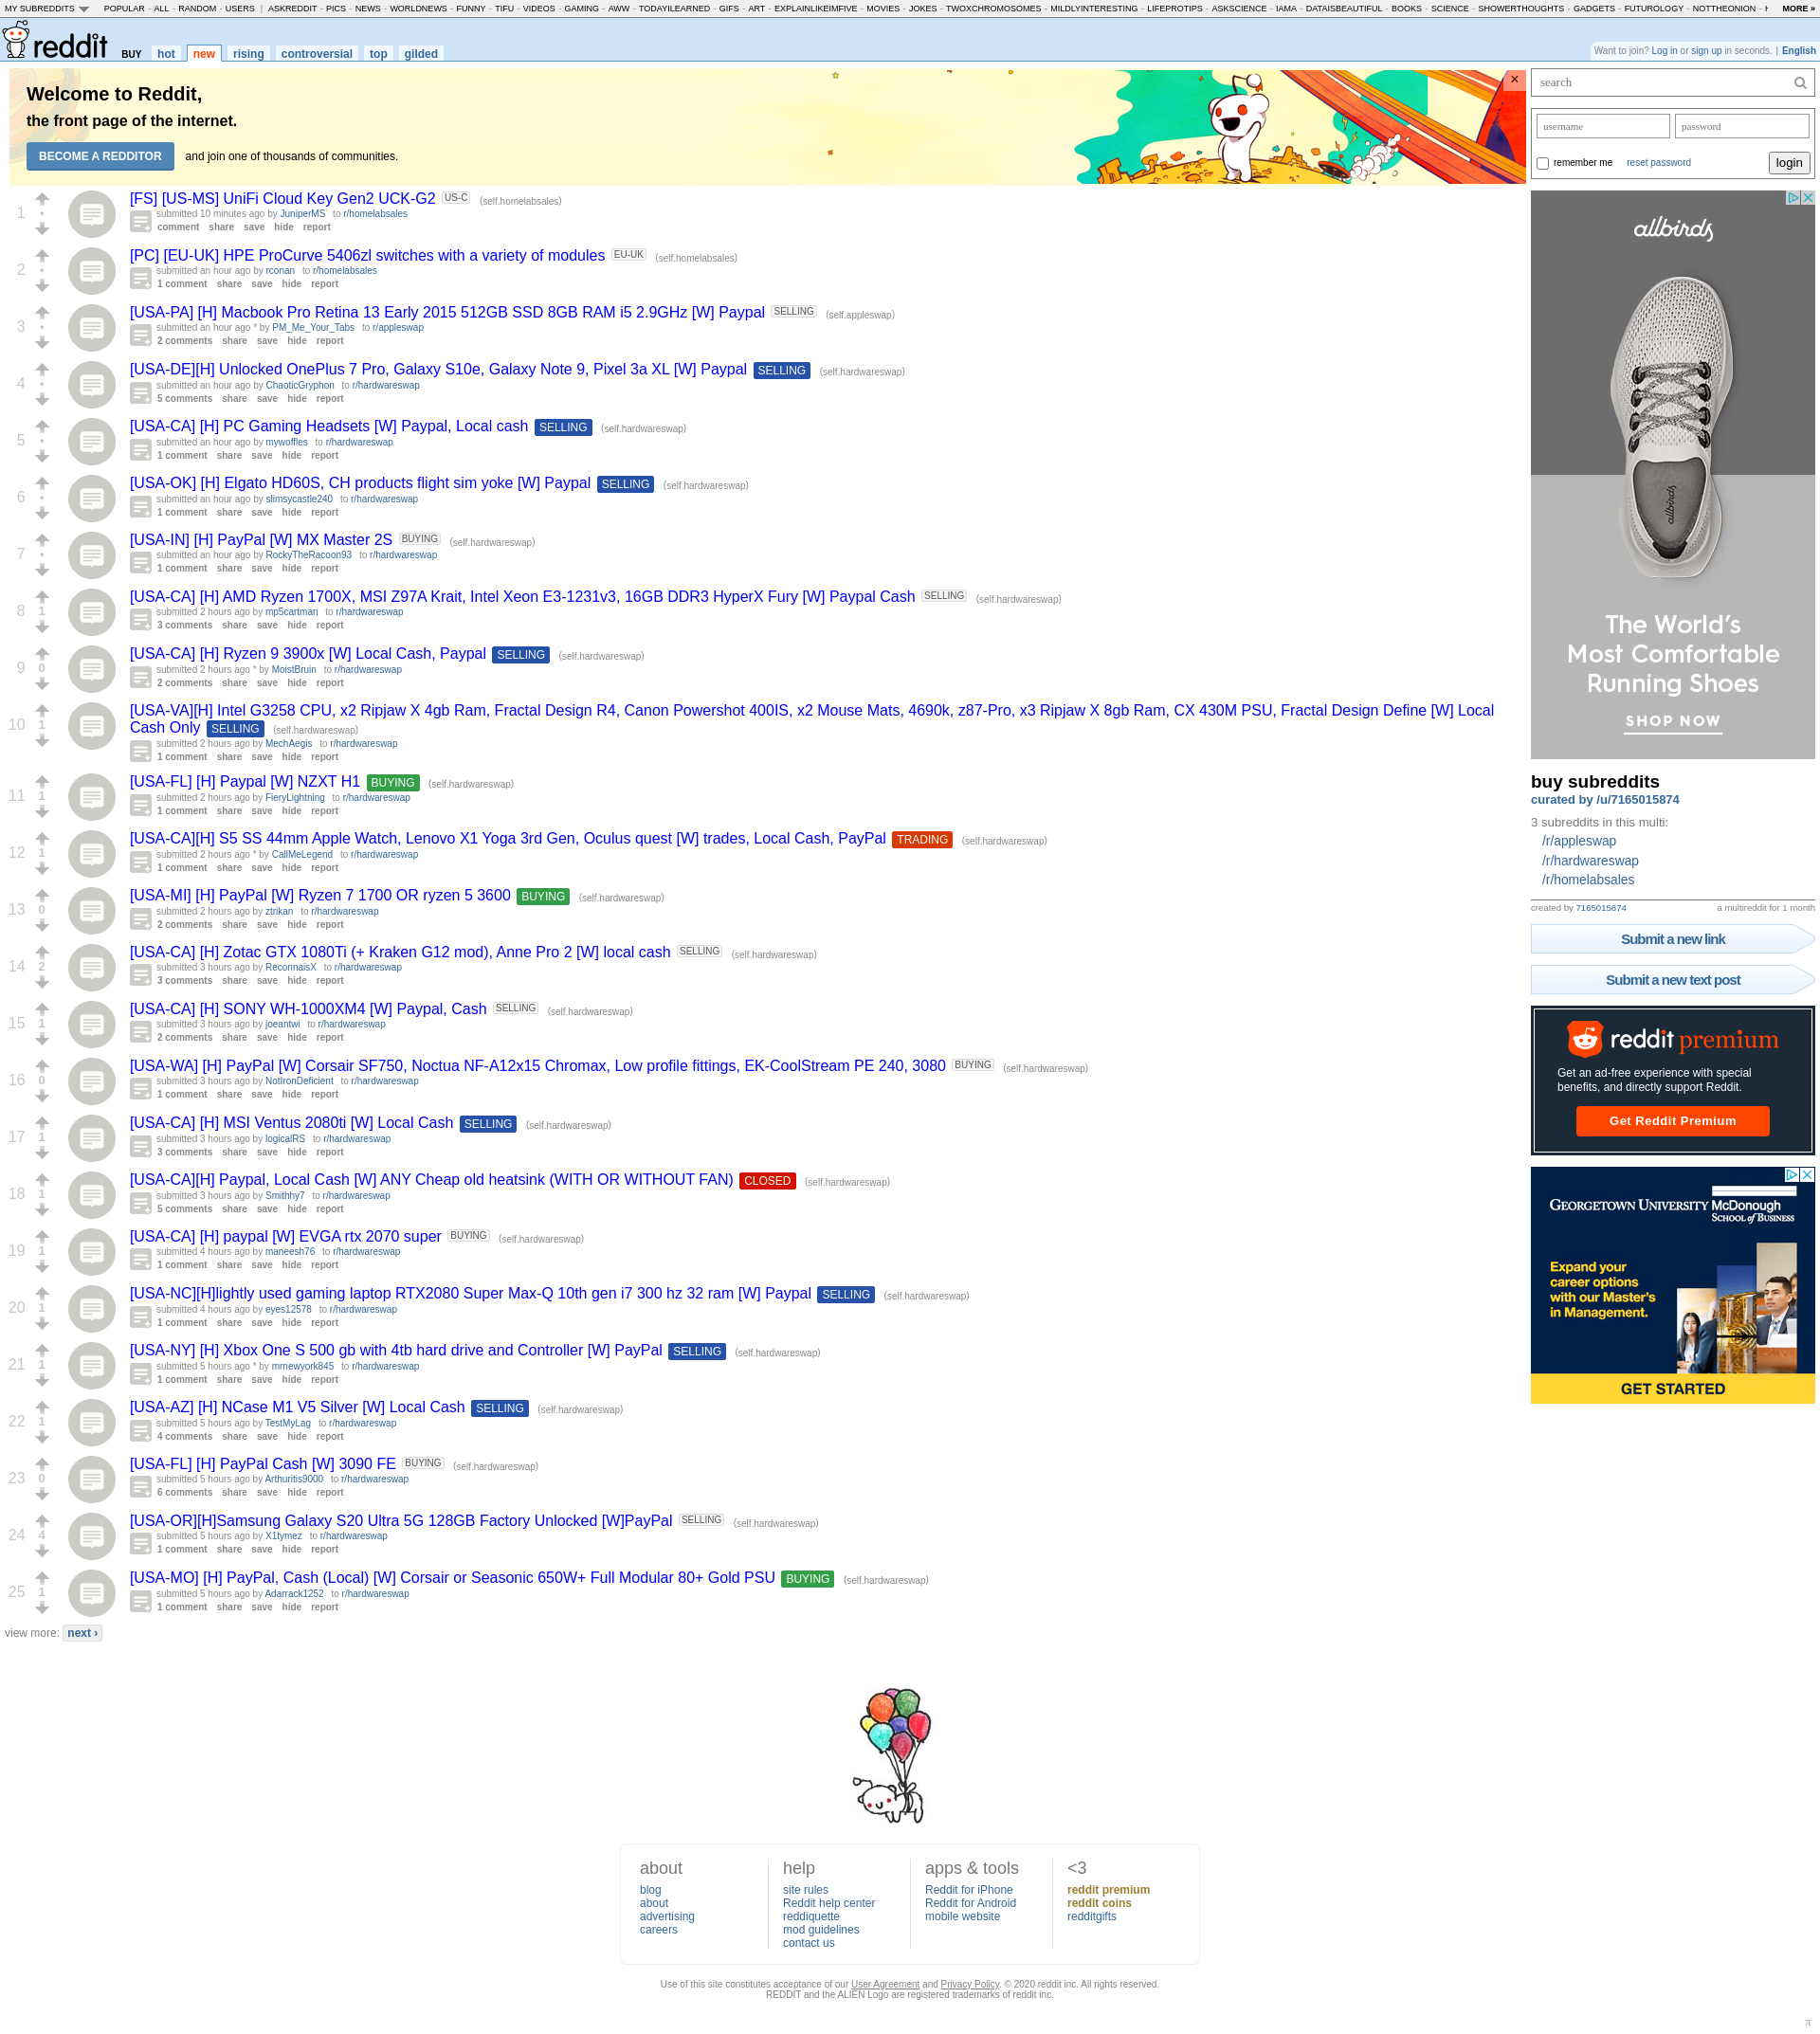 MY SUBREDDITS POPULAR - ALL - RANDOM - USERS | ASKREDDIT - PICS - NEWS - WORLDNEWS - FUNNY - TIFU - VIDEOS - GAMING - AWW - TODAYILEARNED - GIFS - ART - EXPLAINLIKEIMFIVE - MOVIES - JOKES - TWOXCHROMOSOMES - MILDLYINTERESTING - LIFEPROTIPS - ASKSCIENCE - IAMA - DATAISBEAUTIFUL - BOOKS - SCIENCE - SHOWERTHOUGHTS - GADGETS - FUTUROLOGY - NOTTHEONION - MORE »
reddit BUY hot new rising controversial top gilded
Want to join? Log in or sign up in seconds. | English
Welcome to Reddit,
the front page of the internet.
BECOME A REDDITOR and join one of thousands of communities.
×
1
[FS] [US-MS] UniFi Cloud Key Gen2 UCK-G2 US-C (self.homelabsales)
submitted 10 minutes ago by JuniperMS to r/homelabsales
comment share save hide report
2
[PC] [EU-UK] HPE ProCurve 5406zl switches with a variety of modules EU-UK (self.homelabsales)
submitted an hour ago by rconan to r/homelabsales
1 comment share save hide report
3
[USA-PA] [H] Macbook Pro Retina 13 Early 2015 512GB SSD 8GB RAM i5 2.9GHz [W] Paypal SELLING (self.appleswap)
submitted an hour ago * by PM_Me_Your_Tabs to r/appleswap
2 comments share save hide report
4
[USA-DE][H] Unlocked OnePlus 7 Pro, Galaxy S10e, Galaxy Note 9, Pixel 3a XL [W] Paypal SELLING (self.hardwareswap)
submitted an hour ago by ChaoticGryphon to r/hardwareswap
5 comments share save hide report
5
[USA-CA] [H] PC Gaming Headsets [W] Paypal, Local cash SELLING (self.hardwareswap)
submitted an hour ago by mywoffles to r/hardwareswap
1 comment share save hide report
6
[USA-OK] [H] Elgato HD60S, CH products flight sim yoke [W] Paypal SELLING (self.hardwareswap)
submitted an hour ago by slimsycastle240 to r/hardwareswap
1 comment share save hide report
7
[USA-IN] [H] PayPal [W] MX Master 2S BUYING (self.hardwareswap)
submitted an hour ago by RockyTheRacoon93 to r/hardwareswap
1 comment share save hide report
8 1
[USA-CA] [H] AMD Ryzen 1700X, MSI Z97A Krait, Intel Xeon E3-1231v3, 16GB DDR3 HyperX Fury [W] Paypal Cash SELLING (self.hardwareswap)
submitted 2 hours ago by mp5cartman to r/hardwareswap
3 comments share save hide report
9 0
[USA-CA] [H] Ryzen 9 3900x [W] Local Cash, Paypal SELLING (self.hardwareswap)
submitted 2 hours ago * by MoistBruin to r/hardwareswap
2 comments share save hide report
10 1
[USA-VA][H] Intel G3258 CPU, x2 Ripjaw X 4gb Ram, Fractal Design R4, Canon Powershot 400IS, x2 Mouse Mats, 4690k, z87-Pro, x3 Ripjaw X 8gb Ram, CX 430M PSU, Fractal Design Define [W] Local
Cash Only SELLING (self.hardwareswap)
submitted 2 hours ago by MechAegis to r/hardwareswap
1 comment share save hide report
11 1
[USA-FL] [H] Paypal [W] NZXT H1 BUYING (self.hardwareswap)
submitted 2 hours ago by FieryLightning to r/hardwareswap
1 comment share save hide report
12 1
[USA-CA][H] S5 SS 44mm Apple Watch, Lenovo X1 Yoga 3rd Gen, Oculus quest [W] trades, Local Cash, PayPal TRADING (self.hardwareswap)
submitted 2 hours ago * by CallMeLegend to r/hardwareswap
1 comment share save hide report
13 0
[USA-MI] [H] PayPal [W] Ryzen 7 1700 OR ryzen 5 3600 BUYING (self.hardwareswap)
submitted 2 hours ago by ztrikan to r/hardwareswap
2 comments share save hide report
14 2
[USA-CA] [H] Zotac GTX 1080Ti (+ Kraken G12 mod), Anne Pro 2 [W] local cash SELLING (self.hardwareswap)
submitted 3 hours ago by ReconnaisX to r/hardwareswap
3 comments share save hide report
15 1
[USA-CA] [H] SONY WH-1000XM4 [W] Paypal, Cash SELLING (self.hardwareswap)
submitted 3 hours ago by joeantwi to r/hardwareswap
2 comments share save hide report
16 0
[USA-WA] [H] PayPal [W] Corsair SF750, Noctua NF-A12x15 Chromax, Low profile fittings, EK-CoolStream PE 240, 3080 BUYING (self.hardwareswap)
submitted 3 hours ago by NotIronDeficient to r/hardwareswap
1 comment share save hide report
17 1
[USA-CA] [H] MSI Ventus 2080ti [W] Local Cash SELLING (self.hardwareswap)
submitted 3 hours ago by logicalRS to r/hardwareswap
3 comments share save hide report
18 1
[USA-CA][H] Paypal, Local Cash [W] ANY Cheap old heatsink (WITH OR WITHOUT FAN) CLOSED (self.hardwareswap)
submitted 3 hours ago by Smithhy7 to r/hardwareswap
5 comments share save hide report
19 1
[USA-CA] [H] paypal [W] EVGA rtx 2070 super BUYING (self.hardwareswap)
submitted 4 hours ago by maneesh76 to r/hardwareswap
1 comment share save hide report
20 1
[USA-NC][H]lightly used gaming laptop RTX2080 Super Max-Q 10th gen i7 300 hz 32 ram [W] Paypal SELLING (self.hardwareswap)
submitted 4 hours ago by eyes12578 to r/hardwareswap
1 comment share save hide report
21 1
[USA-NY] [H] Xbox One S 500 gb with 4tb hard drive and Controller [W] PayPal SELLING (self.hardwareswap)
submitted 5 hours ago * by mrnewyork845 to r/hardwareswap
1 comment share save hide report
22 1
[USA-AZ] [H] NCase M1 V5 Silver [W] Local Cash SELLING (self.hardwareswap)
submitted 5 hours ago by TestMyLag to r/hardwareswap
4 comments share save hide report
23 0
[USA-FL] [H] PayPal Cash [W] 3090 FE BUYING (self.hardwareswap)
submitted 5 hours ago by Arthuritis9000 to r/hardwareswap
6 comments share save hide report
24 4
[USA-OR][H]Samsung Galaxy S20 Ultra 5G 128GB Factory Unlocked [W]PayPal SELLING (self.hardwareswap)
submitted 5 hours ago by X1tymez to r/hardwareswap
1 comment share save hide report
25 1
[USA-MO] [H] PayPal, Cash (Local) [W] Corsair or Seasonic 650W+ Full Modular 80+ Gold PSU BUYING (self.hardwareswap)
submitted 5 hours ago by Adarrack1252 to r/hardwareswap
1 comment share save hide report
view more: next ›
search
username password
remember me reset password login
allbirds
allbirds
The World's
Most Comfortable
Running Shoes
SHOP NOW
buy subreddits
curated by /u/7165015874
3 subreddits in this multi:
/r/appleswap
/r/hardwareswap
/r/homelabsales
created by 7165015874 a multireddit for 1 month
Submit a new link
Submit a new text post
reddit premium
Get an ad-free experience with special
benefits, and directly support Reddit.
Get Reddit Premium
GEORGETOWN UNIVERSITY McDonough
SCHOOL of BUSINESS
Expand your
career options
with our Master's
in Management.
GET STARTED
about
blog
about
advertising
careers
help
site rules
Reddit help center
reddiquette
mod guidelines
contact us
apps & tools
Reddit for iPhone
Reddit for Android
mobile website
<3
reddit premium
reddit coins
redditgifts
Use of this site constitutes acceptance of our User Agreement and Privacy Policy. © 2020 reddit inc. All rights reserved.
REDDIT and the ALIEN Logo are registered trademarks of reddit inc.
π